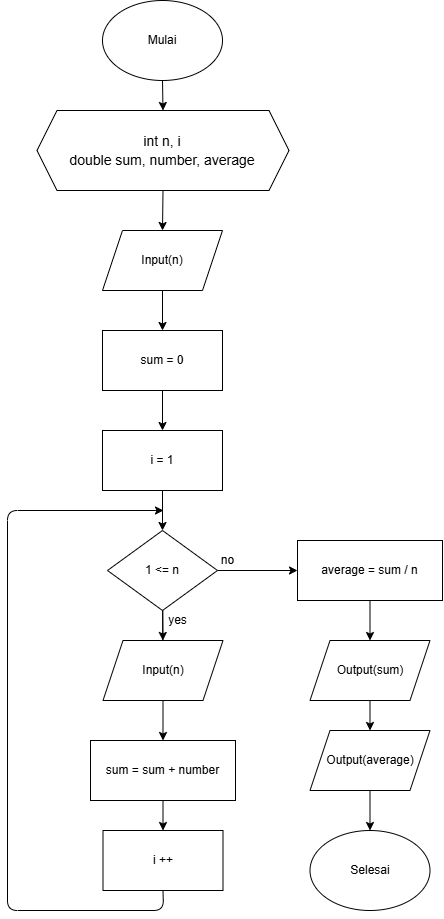 Mulai
int n, i
double sum, number, average
Input(n)
sum = 0
i = 1
1 <= n
no
average = sum / n
yes
Input(n)
Output(sum)
sum = sum + number
Output(average)
i ++
Selesai